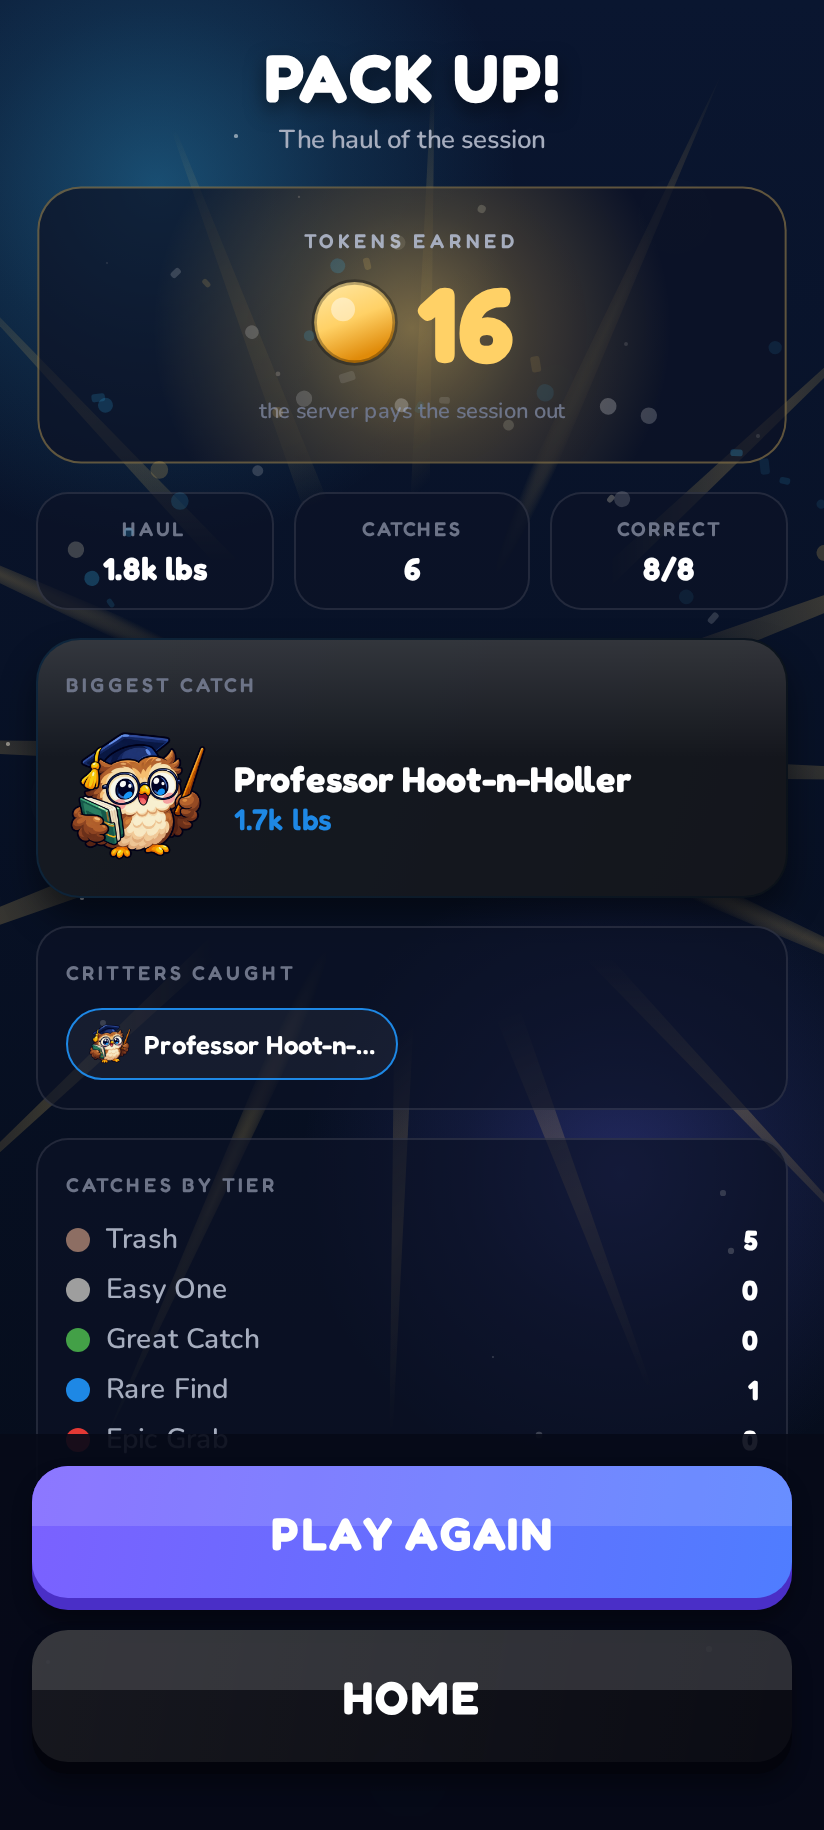 PACK UP!
The haul of the session
TOKENS EARNED
16
the server pays the session out
HAUL
1.8k lbs
CATCHES
6
CORRECT
8/8
BIGGEST CATCH
Professor Hoot-n-Holler
1.7k lbs
CRITTERS CAUGHT
Professor Hoot-n-...
CATCHES BY TIER
Trash 5
Easy One 0
Great Catch 0
Rare Find 1
Epic Grab 0
PLAY AGAIN
HOME